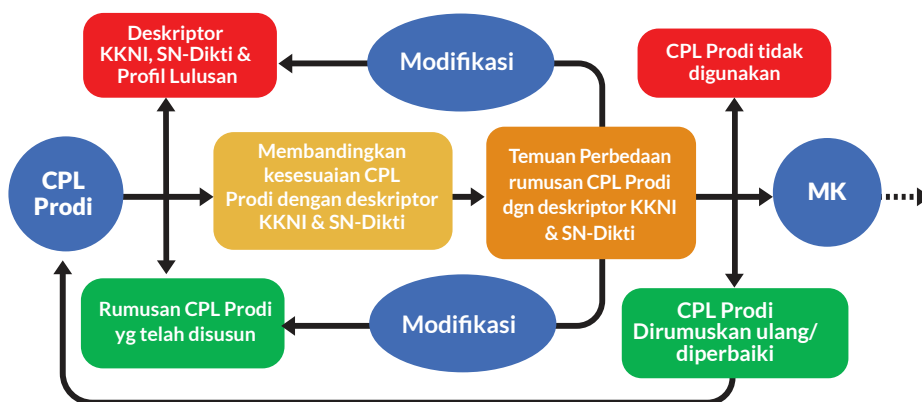 Deskriptor
KKNI, SN-Dikti
& Profil Lulusan
Modifikasi
CPL Prodi tidak
digunakan
CPL
Prodi
Membandingkan
kesesuaian CPL
Prodi dengan deskriptor
KKNI & SN-Dikti
Temuan Perbedaan
rumusan CPL Prodi
dgn deskriptor KKNI
& SN-Dikti
MK
Rumusan CPL Prodi
yg telah disusun
Modifikasi
CPL Prodi
Dirumuskan ulang/
diperbaiki